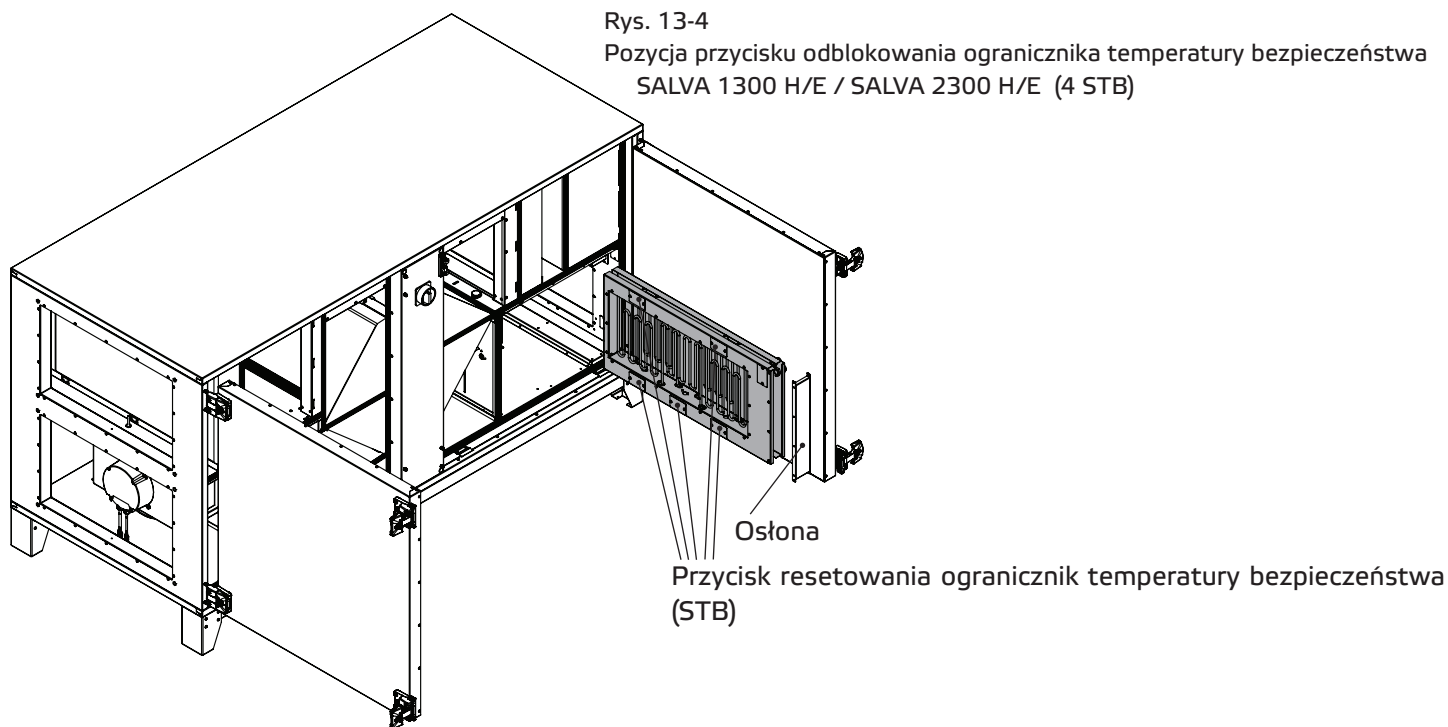 Rys. 13-4
Pozycja przycisku odblokowania ogranicznika temperatury bezpieczeństwa
SALVA 1300 H/E / SALVA 2300 H/E (4 STB)
Osłona
Przycisk resetowania ogranicznik temperatury bezpieczeństwa
(STB)